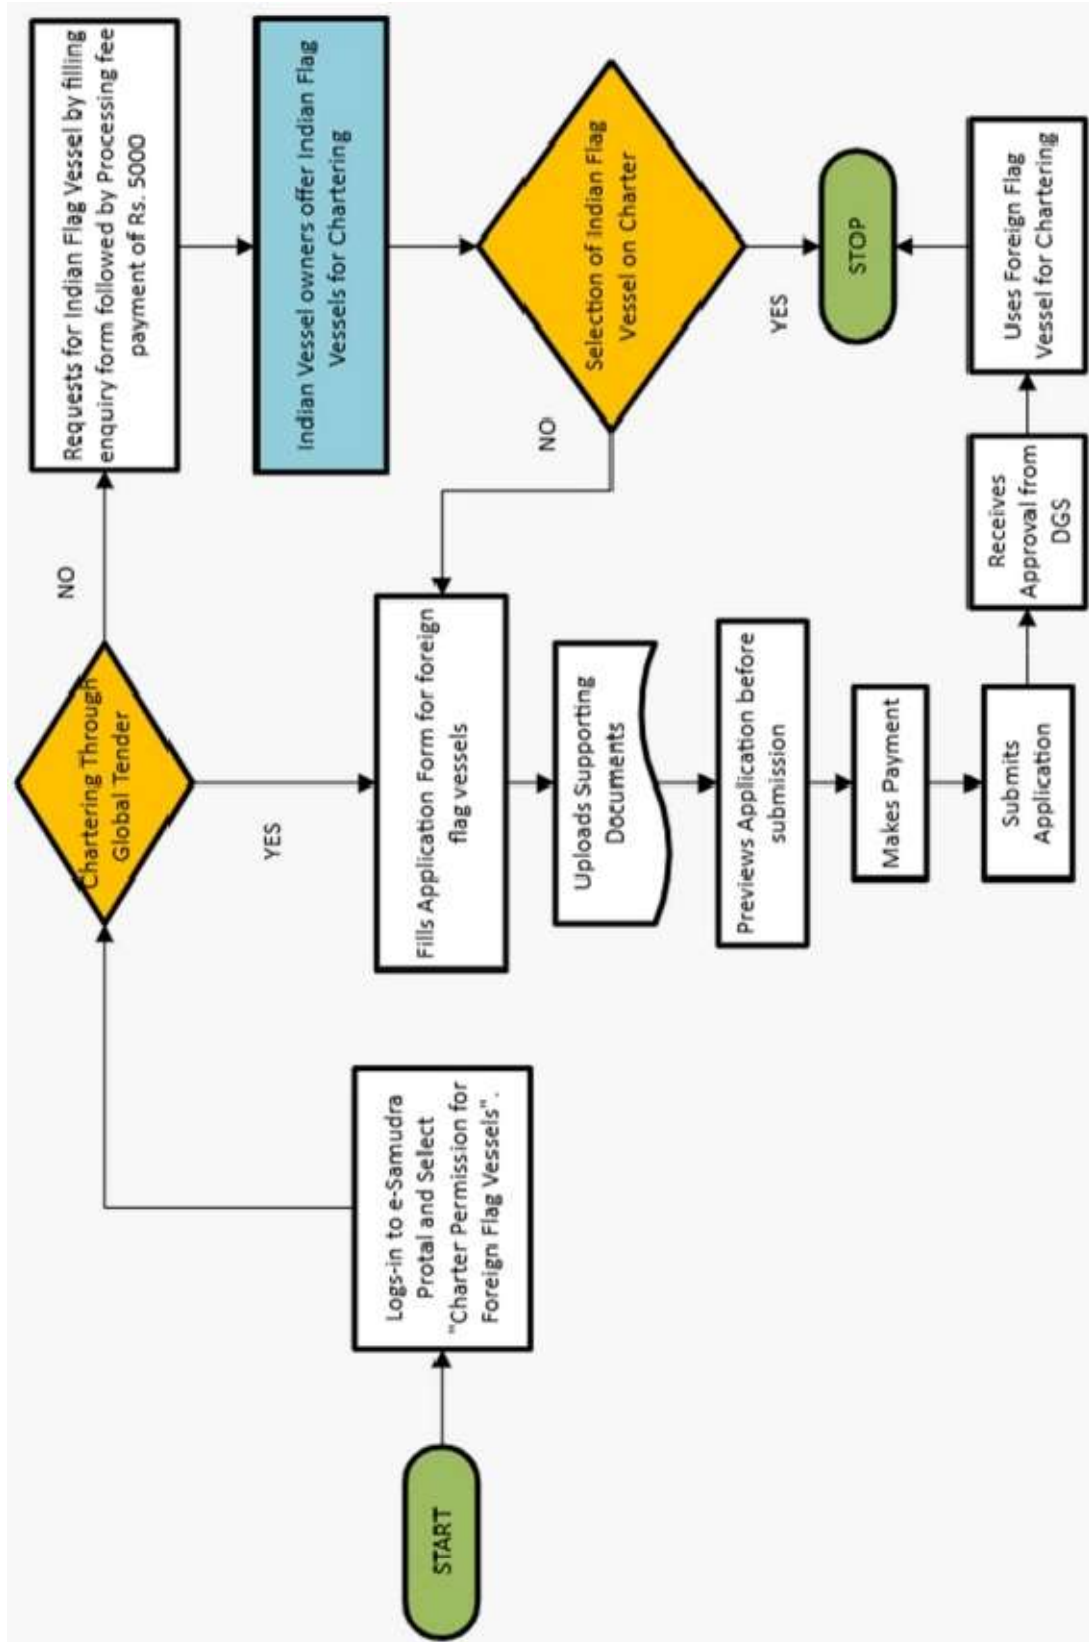 START
Logs-in to e-Samudra
Protal and Select
"Charter Permission for
Foreign Flag Vessels".
Chartering Through
Global Tender
NO
YES
Requests for Indian Flag Vessel by filling
enquiry form followed by Processing fee
payment of Rs. 5000
Indian Vessel owners offer Indian Flag
Vessels for Chartering
Selection of Indian Flag
Vessel on Charter
NO
YES
Fills Application Form for foreign
flag vessels
Uploads Supporting
Documents
Previews Application before
submission
Makes Payment
Submits
Application
Receives
Approval from
DGS
Uses Foreign Flag
Vessel for Chartering
STOP